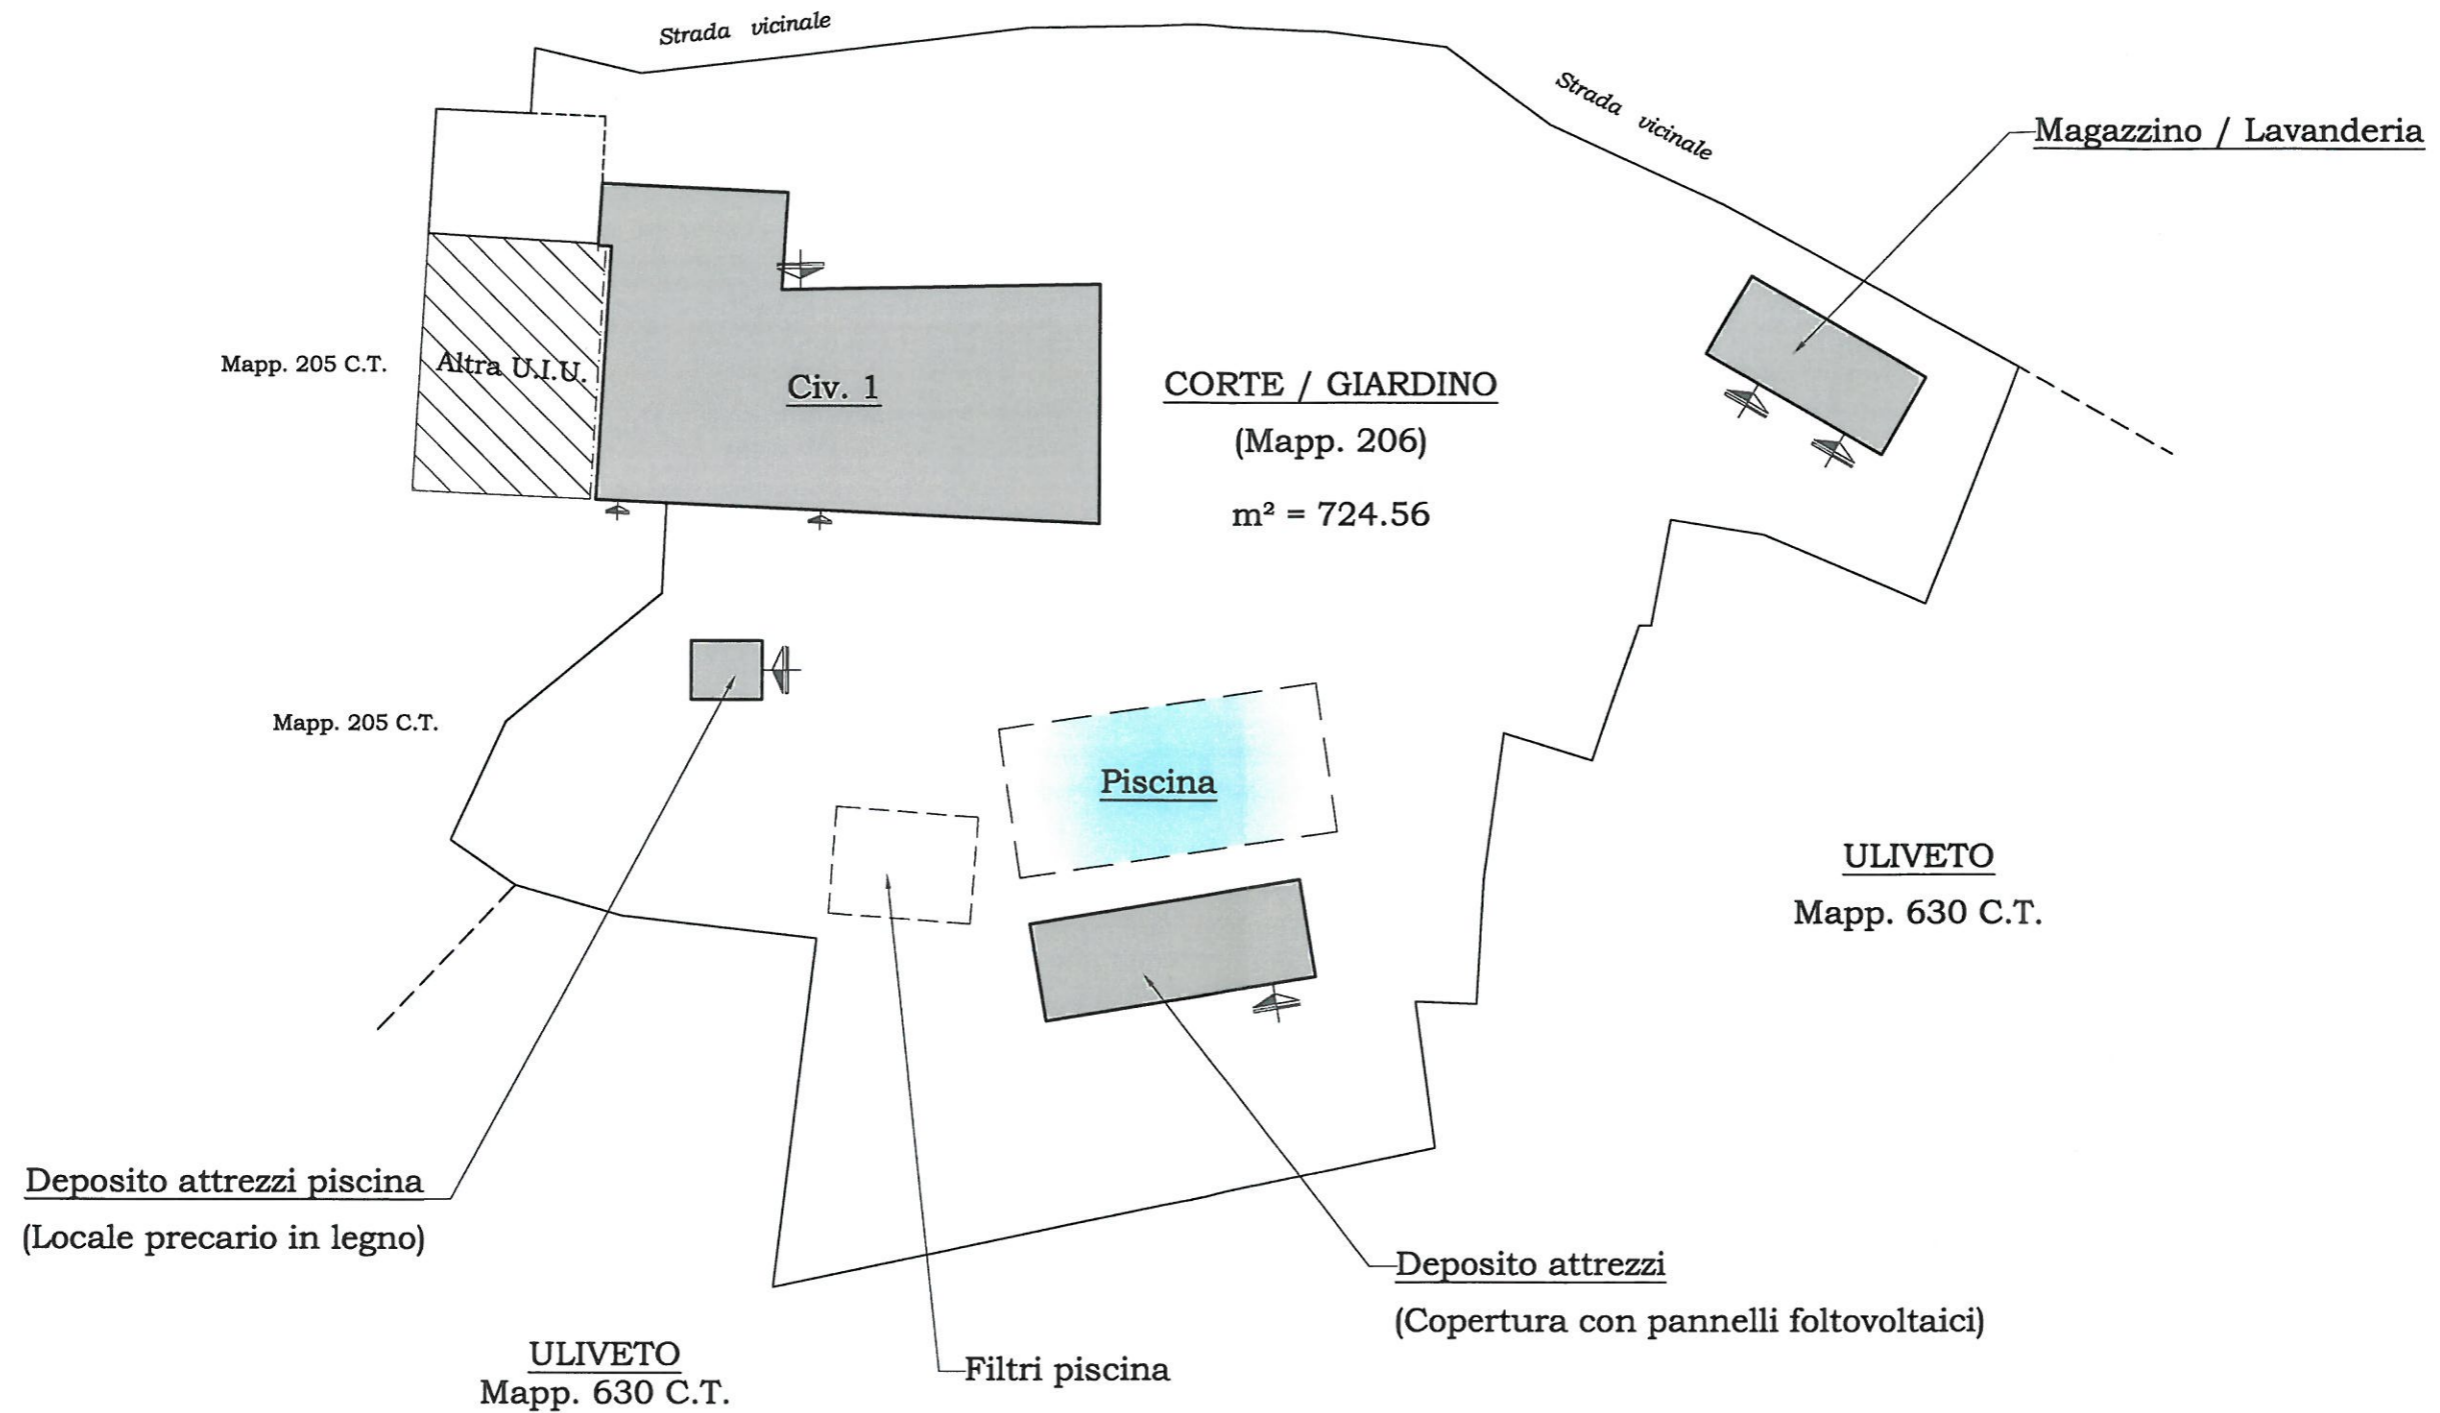 Strada vicinale
Strada vicinale
Magazzino / Lavanderia
Mapp. 205 C.T.
Altra U.I.U.
Civ. 1
CORTE / GIARDINO
(Mapp. 206)
m² = 724.56
Mapp. 205 C.T.
Piscina
ULIVETO
Mapp. 630 C.T.
Deposito attrezzi piscina
(Locale precario in legno)
Deposito attrezzi
(Copertura con pannelli foltovoltaici)
Filtri piscina
ULIVETO
Mapp. 630 C.T.